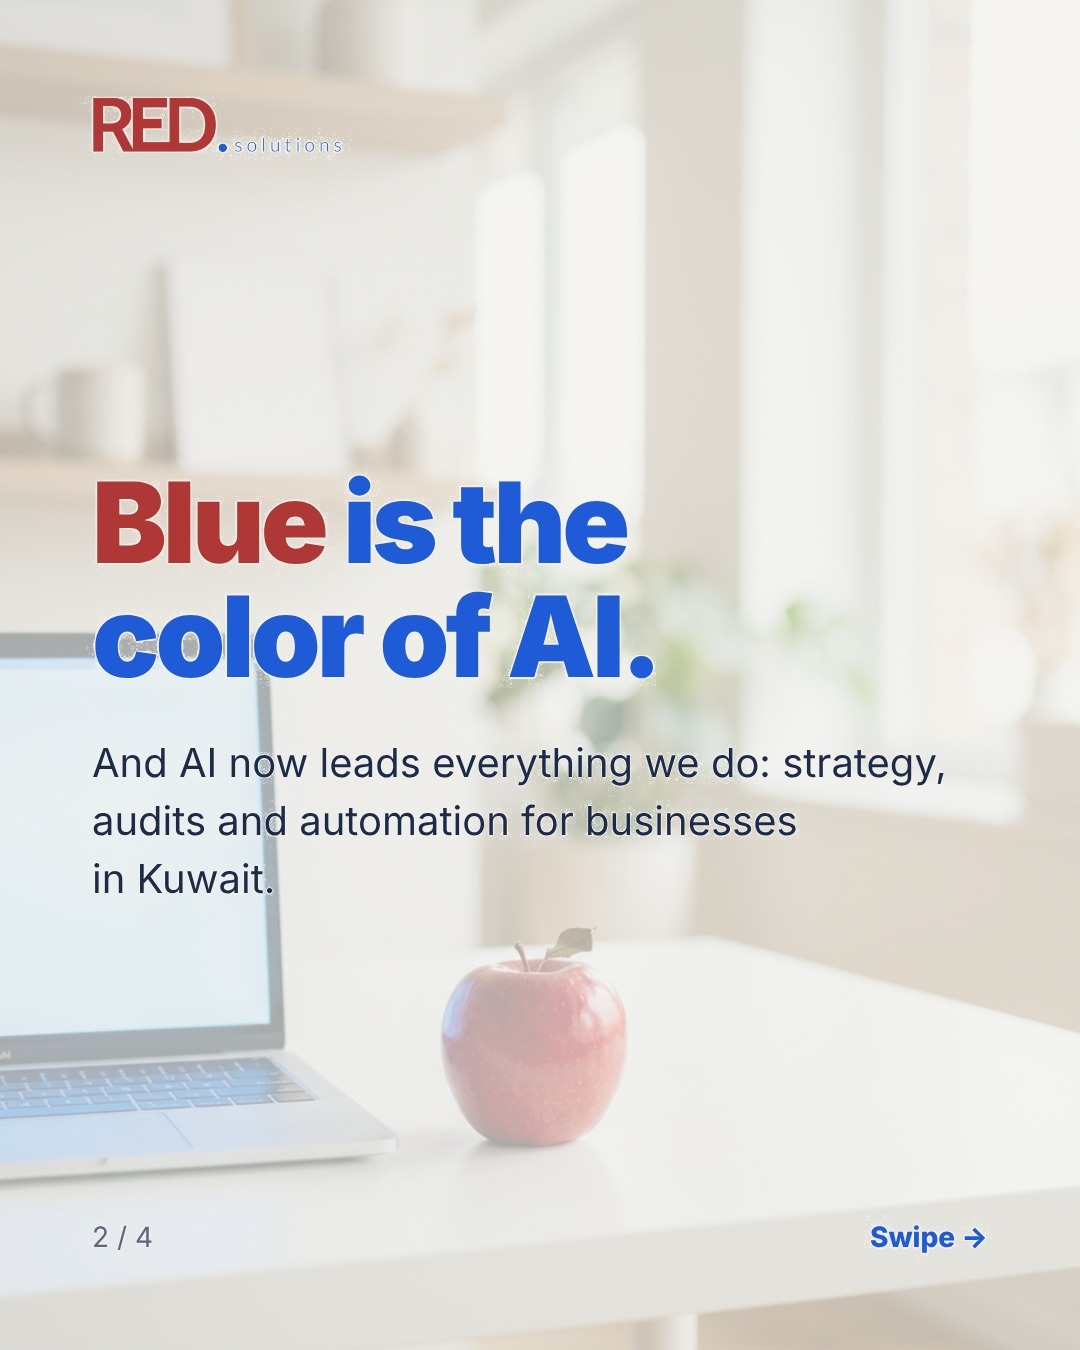 RED.solutions
Blue is the
color of AI.
And AI now leads everything we do: strategy,
audits and automation for businesses
in Kuwait.
2 / 4
Swipe →